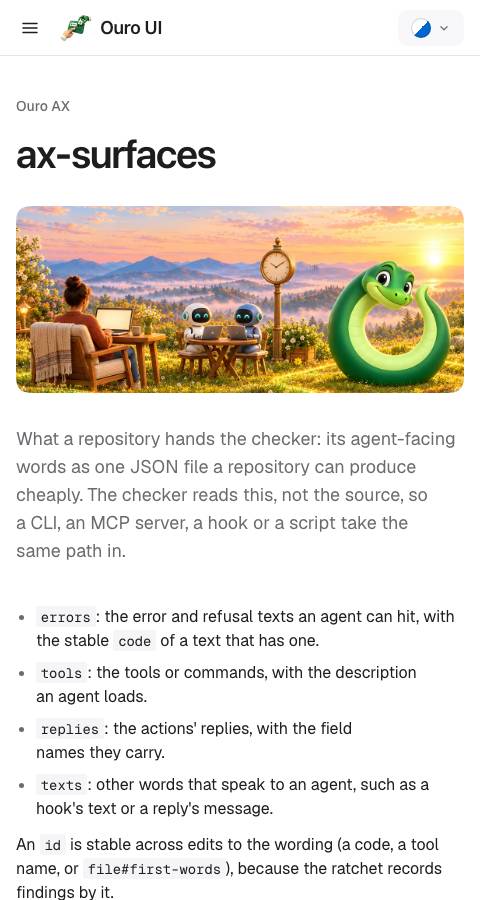 Ouro UI
Ouro AX
ax-surfaces
What a repository hands the checker: its agent-facing
words as one JSON file a repository can produce
cheaply. The checker reads this, not the source, so
a CLI, an MCP server, a hook or a script take the
same path in.
errors: the error and refusal texts an agent can hit, with
the stable code of a text that has one.
tools: the tools or commands, with the description
an agent loads.
replies: the actions' replies, with the field
names they carry.
texts: other words that speak to an agent, such as a
hook's text or a reply's message.
An id is stable across edits to the wording (a code, a tool
name, or file#first-words), because the ratchet records
findings by it.